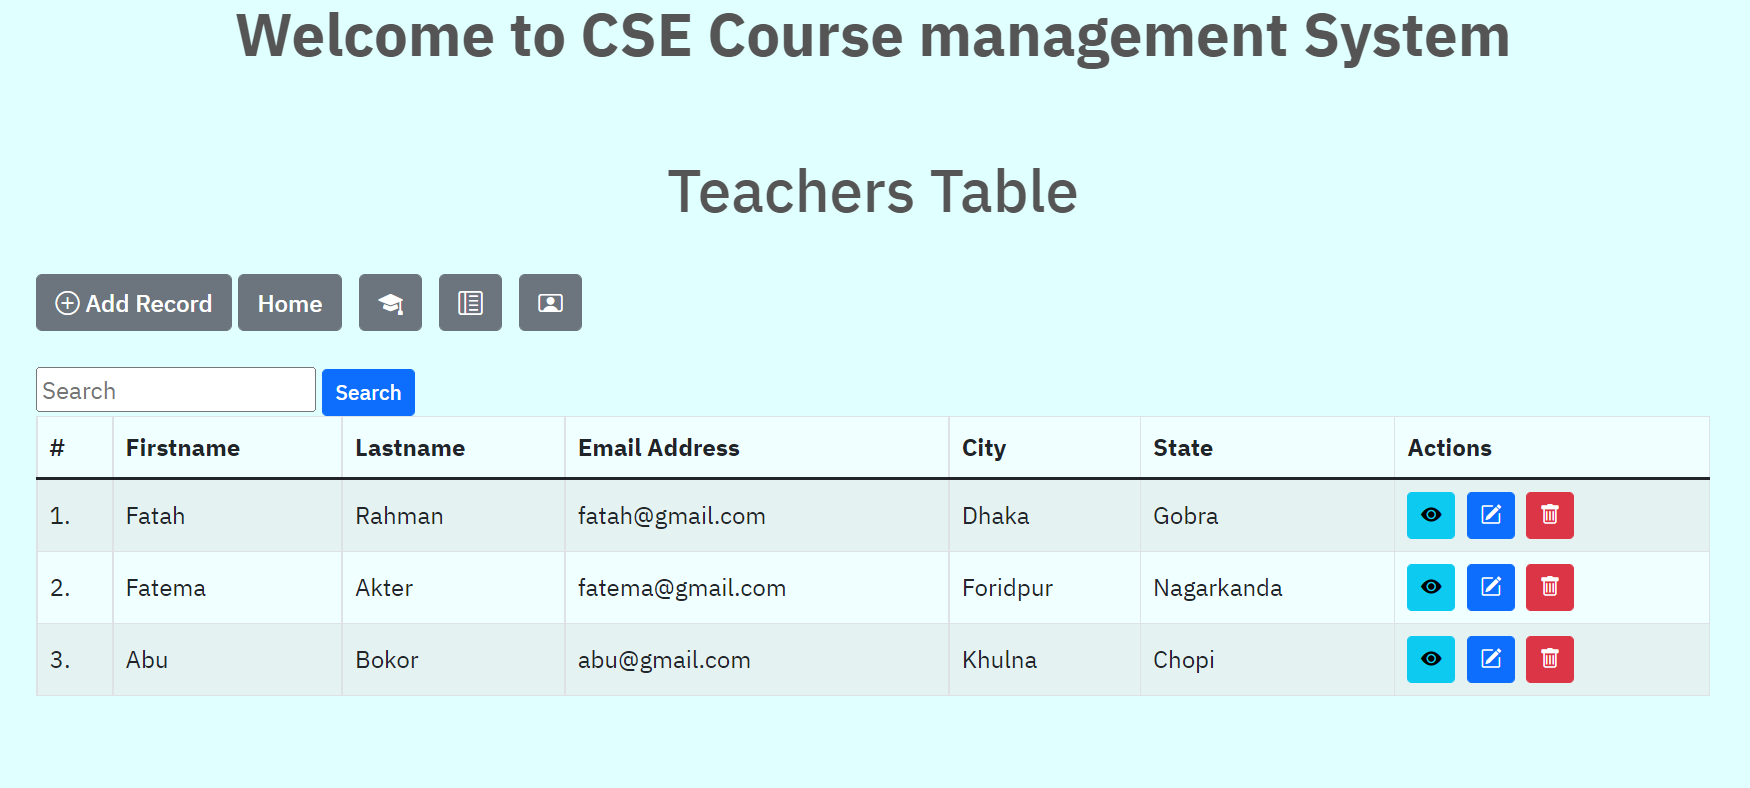 Welcome to CSE Course management System
Teachers Table
Add Record Home
Search Search
# Firstname Lastname Email Address City State Actions
1. Fatah Rahman fatah@gmail.com Dhaka Gobra
2. Fatema Akter fatema@gmail.com Foridpur Nagarkanda
3. Abu Bokor abu@gmail.com Khulna Chopi